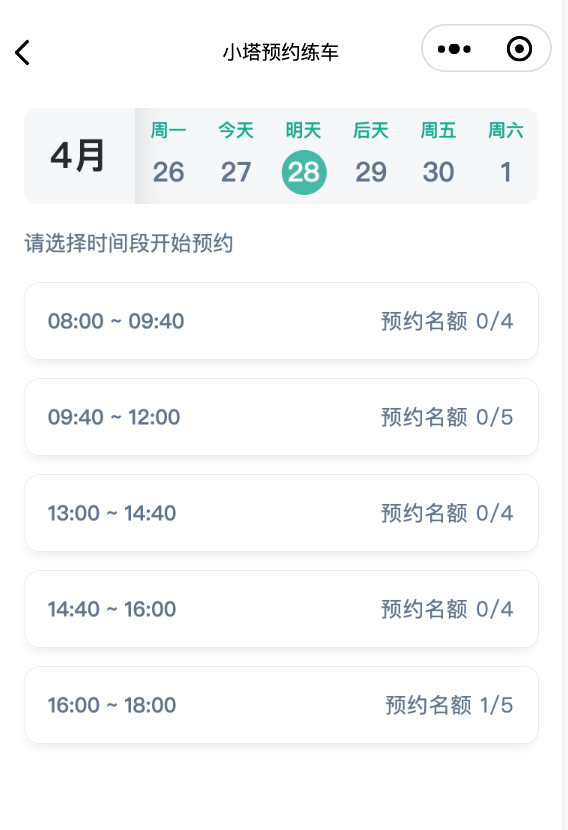 小塔预约练车
4月
周一 今天 明天 后天 周五 周六
26 27 28 29 30 1
请选择时间段开始预约
08:00 ~ 09:40 预约名额 0/4
09:40 ~ 12:00 预约名额 0/5
13:00 ~ 14:40 预约名额 0/4
14:40 ~ 16:00 预约名额 0/4
16:00 ~ 18:00 预约名额 1/5